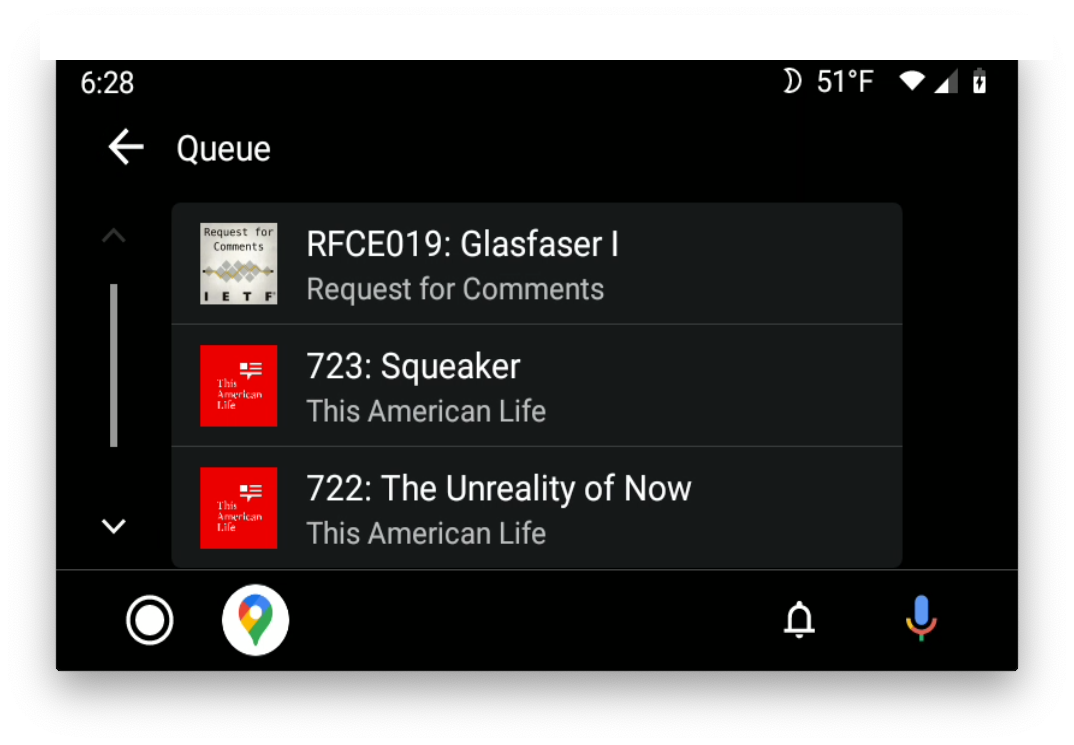 6:28
51°F
Queue
Request for
Comments
I E T F
RFCE019: Glasfaser I
Request for Comments
This
American
Life
723: Squeaker
This American Life
This
American
Life
722: The Unreality of Now
This American Life